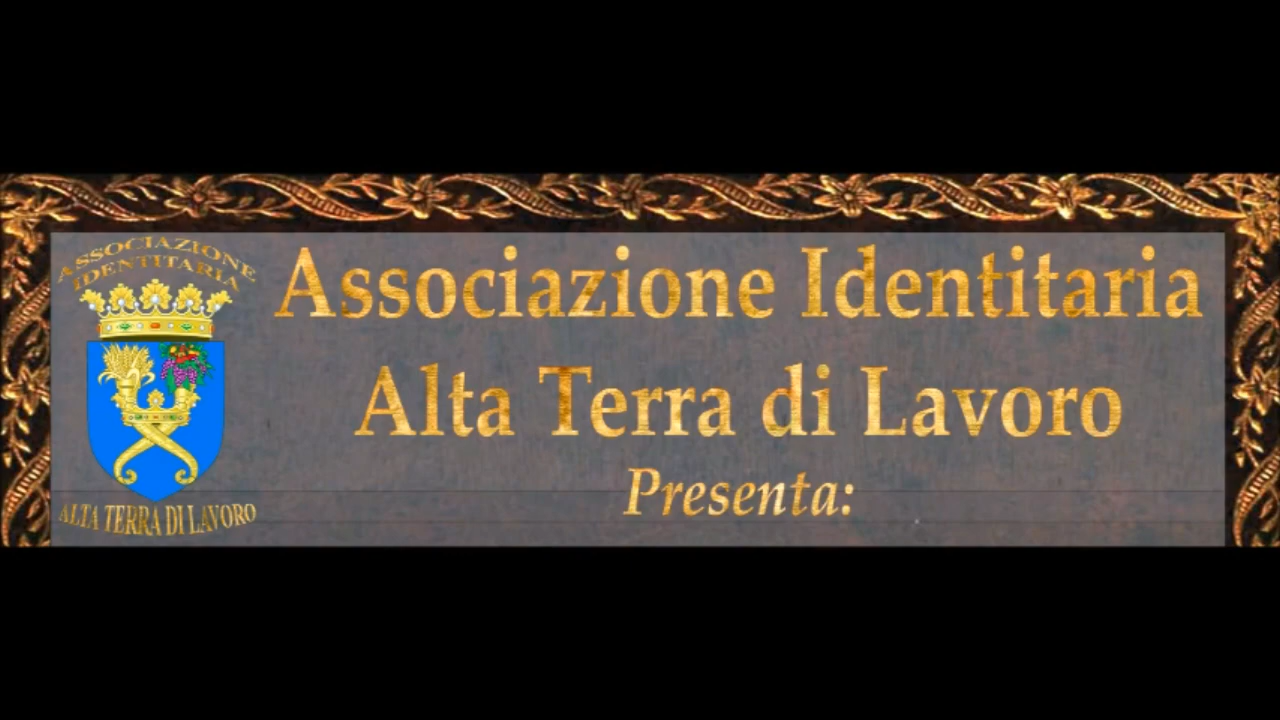 ASSOCIAZIONE
IDENTITARIA
ALTA TERRA DI LAVORO
Associazione Identitaria
Alta Terra di Lavoro
Presenta: